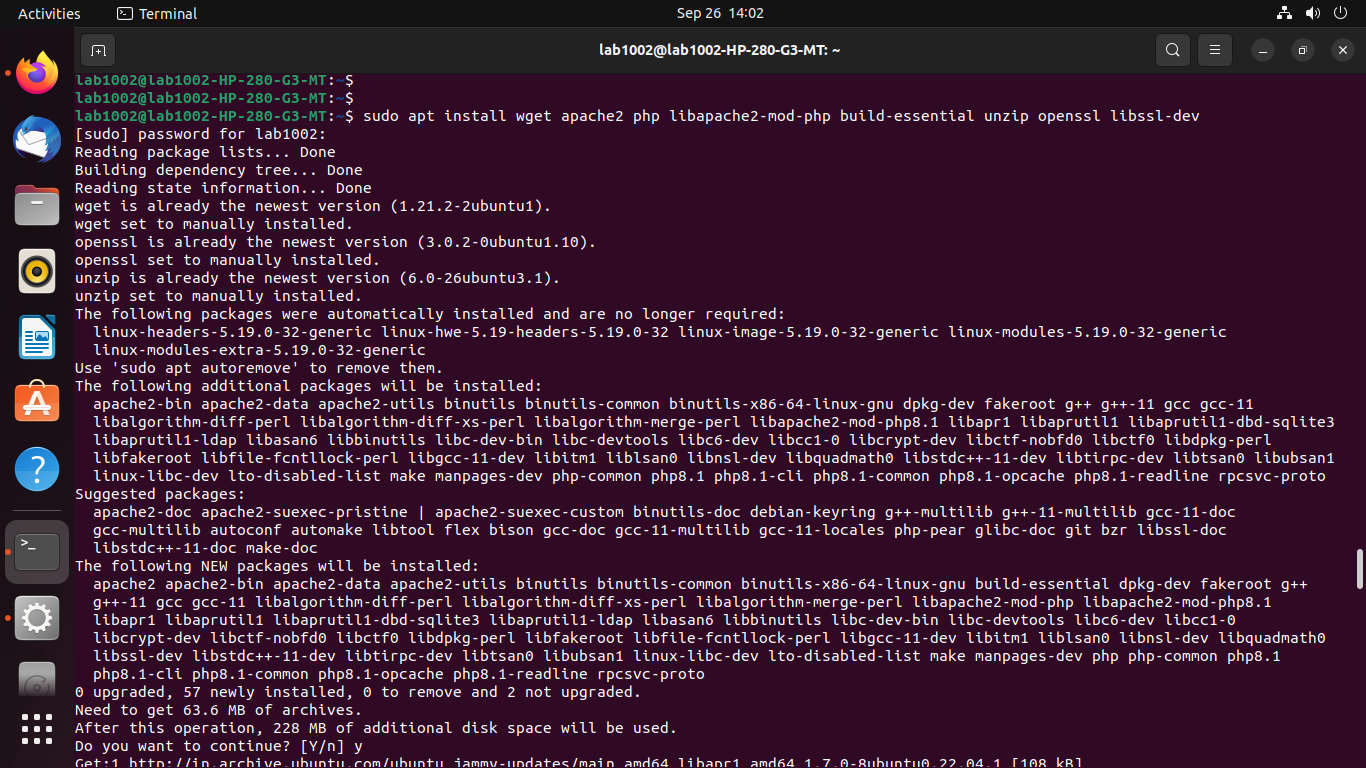 Activities
Terminal
Sep 26 14:02
lab1002@lab1002-HP-280-G3-MT: ~
lab1002@lab1002-HP-280-G3-MT:~$
lab1002@lab1002-HP-280-G3-MT:~$
lab1002@lab1002-HP-280-G3-MT:~$ sudo apt install wget apache2 php libapache2-mod-php build-essential unzip openssl libssl-dev
[sudo] password for lab1002:
Reading package lists... Done
Building dependency tree... Done
Reading state information... Done
wget is already the newest version (1.21.2-2ubuntu1).
wget set to manually installed.
openssl is already the newest version (3.0.2-0ubuntu1.10).
openssl set to manually installed.
unzip is already the newest version (6.0-26ubuntu3.1).
unzip set to manually installed.
The following packages were automatically installed and are no longer required:
  linux-headers-5.19.0-32-generic linux-hwe-5.19-headers-5.19.0-32 linux-image-5.19.0-32-generic linux-modules-5.19.0-32-generic
  linux-modules-extra-5.19.0-32-generic
Use 'sudo apt autoremove' to remove them.
The following additional packages will be installed:
  apache2-bin apache2-data apache2-utils binutils binutils-common binutils-x86-64-linux-gnu dpkg-dev fakeroot g++ g++-11 gcc gcc-11
  libalgorithm-diff-perl libalgorithm-diff-xs-perl libalgorithm-merge-perl libapache2-mod-php8.1 libapr1 libaprutil1 libaprutil1-dbd-sqlite3
  libaprutil1-ldap libasan6 libbinutils libc-dev-bin libc-devtools libc6-dev libcc1-0 libcrypt-dev libctf-nobfd0 libctf0 libdpkg-perl
  libfakeroot libfile-fcntllock-perl libgcc-11-dev libitm1 liblsan0 libnsl-dev libquadmath0 libstdc++-11-dev libtirpc-dev libtsan0 libubsan1
  linux-libc-dev lto-disabled-list make manpages-dev php-common php8.1 php8.1-cli php8.1-common php8.1-opcache php8.1-readline rpcsvc-proto
Suggested packages:
  apache2-doc apache2-suexec-pristine | apache2-suexec-custom binutils-doc debian-keyring g++-multilib g++-11-multilib gcc-11-doc
  gcc-multilib autoconf automake libtool flex bison gcc-doc gcc-11-multilib gcc-11-locales php-pear glibc-doc git bzr libssl-doc
  libstdc++-11-doc make-doc
The following NEW packages will be installed:
  apache2 apache2-bin apache2-data apache2-utils binutils binutils-common binutils-x86-64-linux-gnu build-essential dpkg-dev fakeroot g++
  g++-11 gcc gcc-11 libalgorithm-diff-perl libalgorithm-diff-xs-perl libalgorithm-merge-perl libapache2-mod-php libapache2-mod-php8.1
  libapr1 libaprutil1 libaprutil1-dbd-sqlite3 libaprutil1-ldap libasan6 libbinutils libc-dev-bin libc-devtools libc6-dev libcc1-0
  libcrypt-dev libctf-nobfd0 libctf0 libdpkg-perl libfakeroot libfile-fcntllock-perl libgcc-11-dev libitm1 liblsan0 libnsl-dev libquadmath0
  libssl-dev libstdc++-11-dev libtirpc-dev libtsan0 libubsan1 linux-libc-dev lto-disabled-list make manpages-dev php php-common php8.1
  php8.1-cli php8.1-common php8.1-opcache php8.1-readline rpcsvc-proto
0 upgraded, 57 newly installed, 0 to remove and 2 not upgraded.
Need to get 63.6 MB of archives.
After this operation, 228 MB of additional disk space will be used.
Do you want to continue? [Y/n] y
Get:1 http://in.archive.ubuntu.com/ubuntu jammy-updates/main amd64 libapr1 amd64 1.7.0-8ubuntu0.22.04.1 [108 kB]